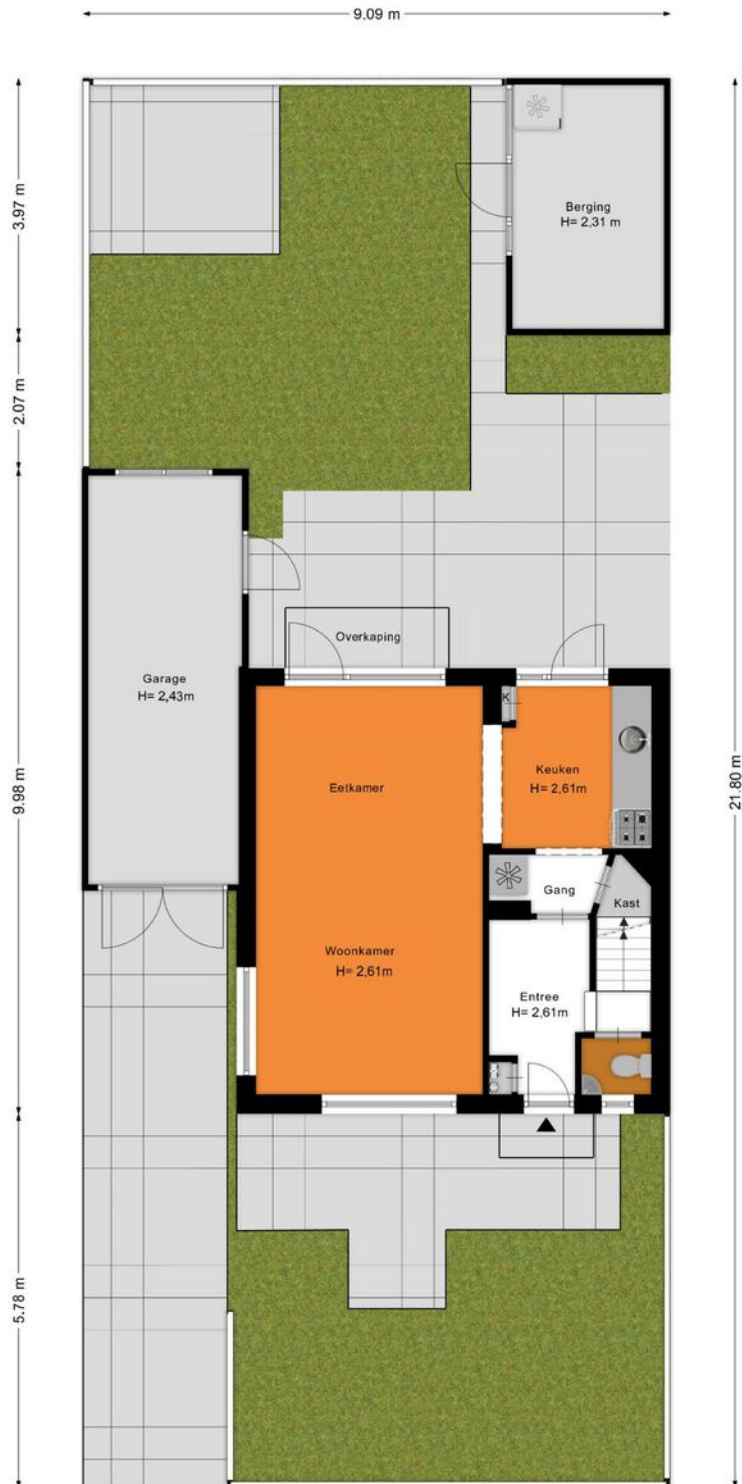 9.09 m
3.97 m
Berging
H= 2,31 m
2.07 m
Overkaping
Garage
H= 2,43m
K
Keuken
H= 2,61m
Eetkamer
9.98 m
21.80 m
Gang
Kast
Woonkamer
H= 2,61m
Entree
H= 2,61m
5.78 m